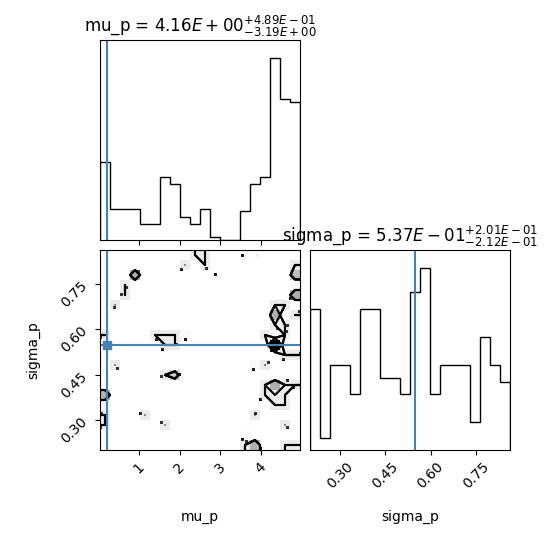 mu_p = 4.16E + 00+4.89E − 01−3.19E + 00
sigma_p = 5.37E − 01+2.01E − 01−2.12E − 01
sigma_p
0.75
0.60
0.45
0.30
1 2 3 4
mu_p
0.30 0.45 0.60 0.75
sigma_p